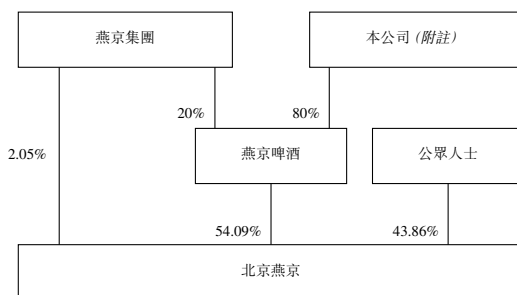 燕京集團
本公司(附註)
20%
80%
2.05%
燕京啤酒
公眾人士
54.09%
43.86%
北京燕京